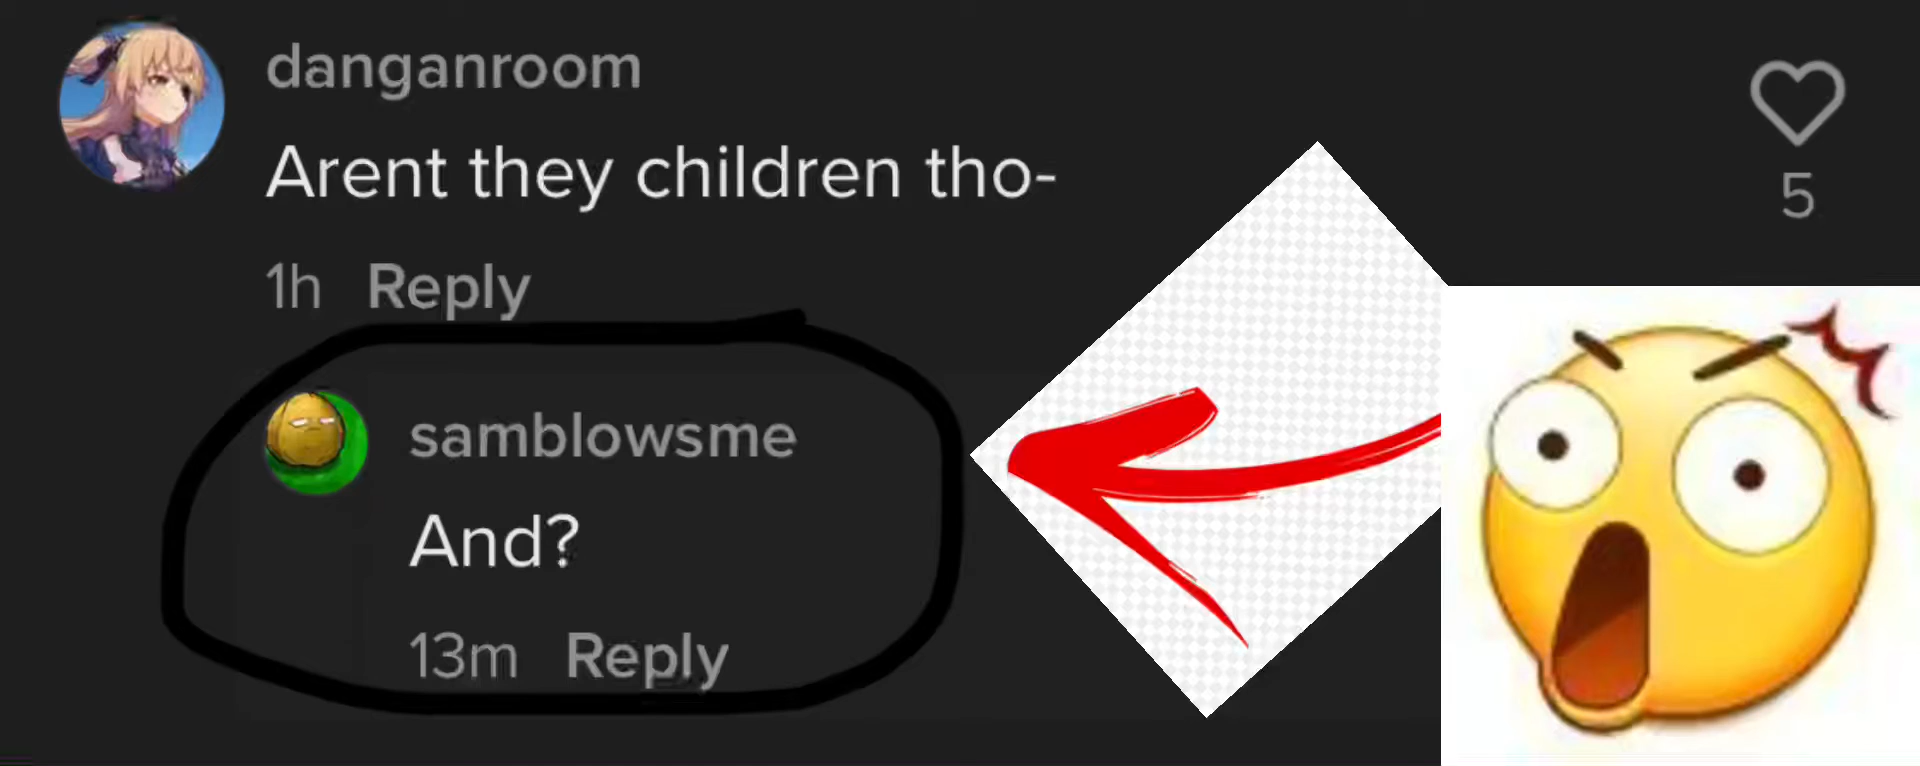 danganroom
Arent they children tho-
5
1h Reply
samblowsme
And?
13m Reply